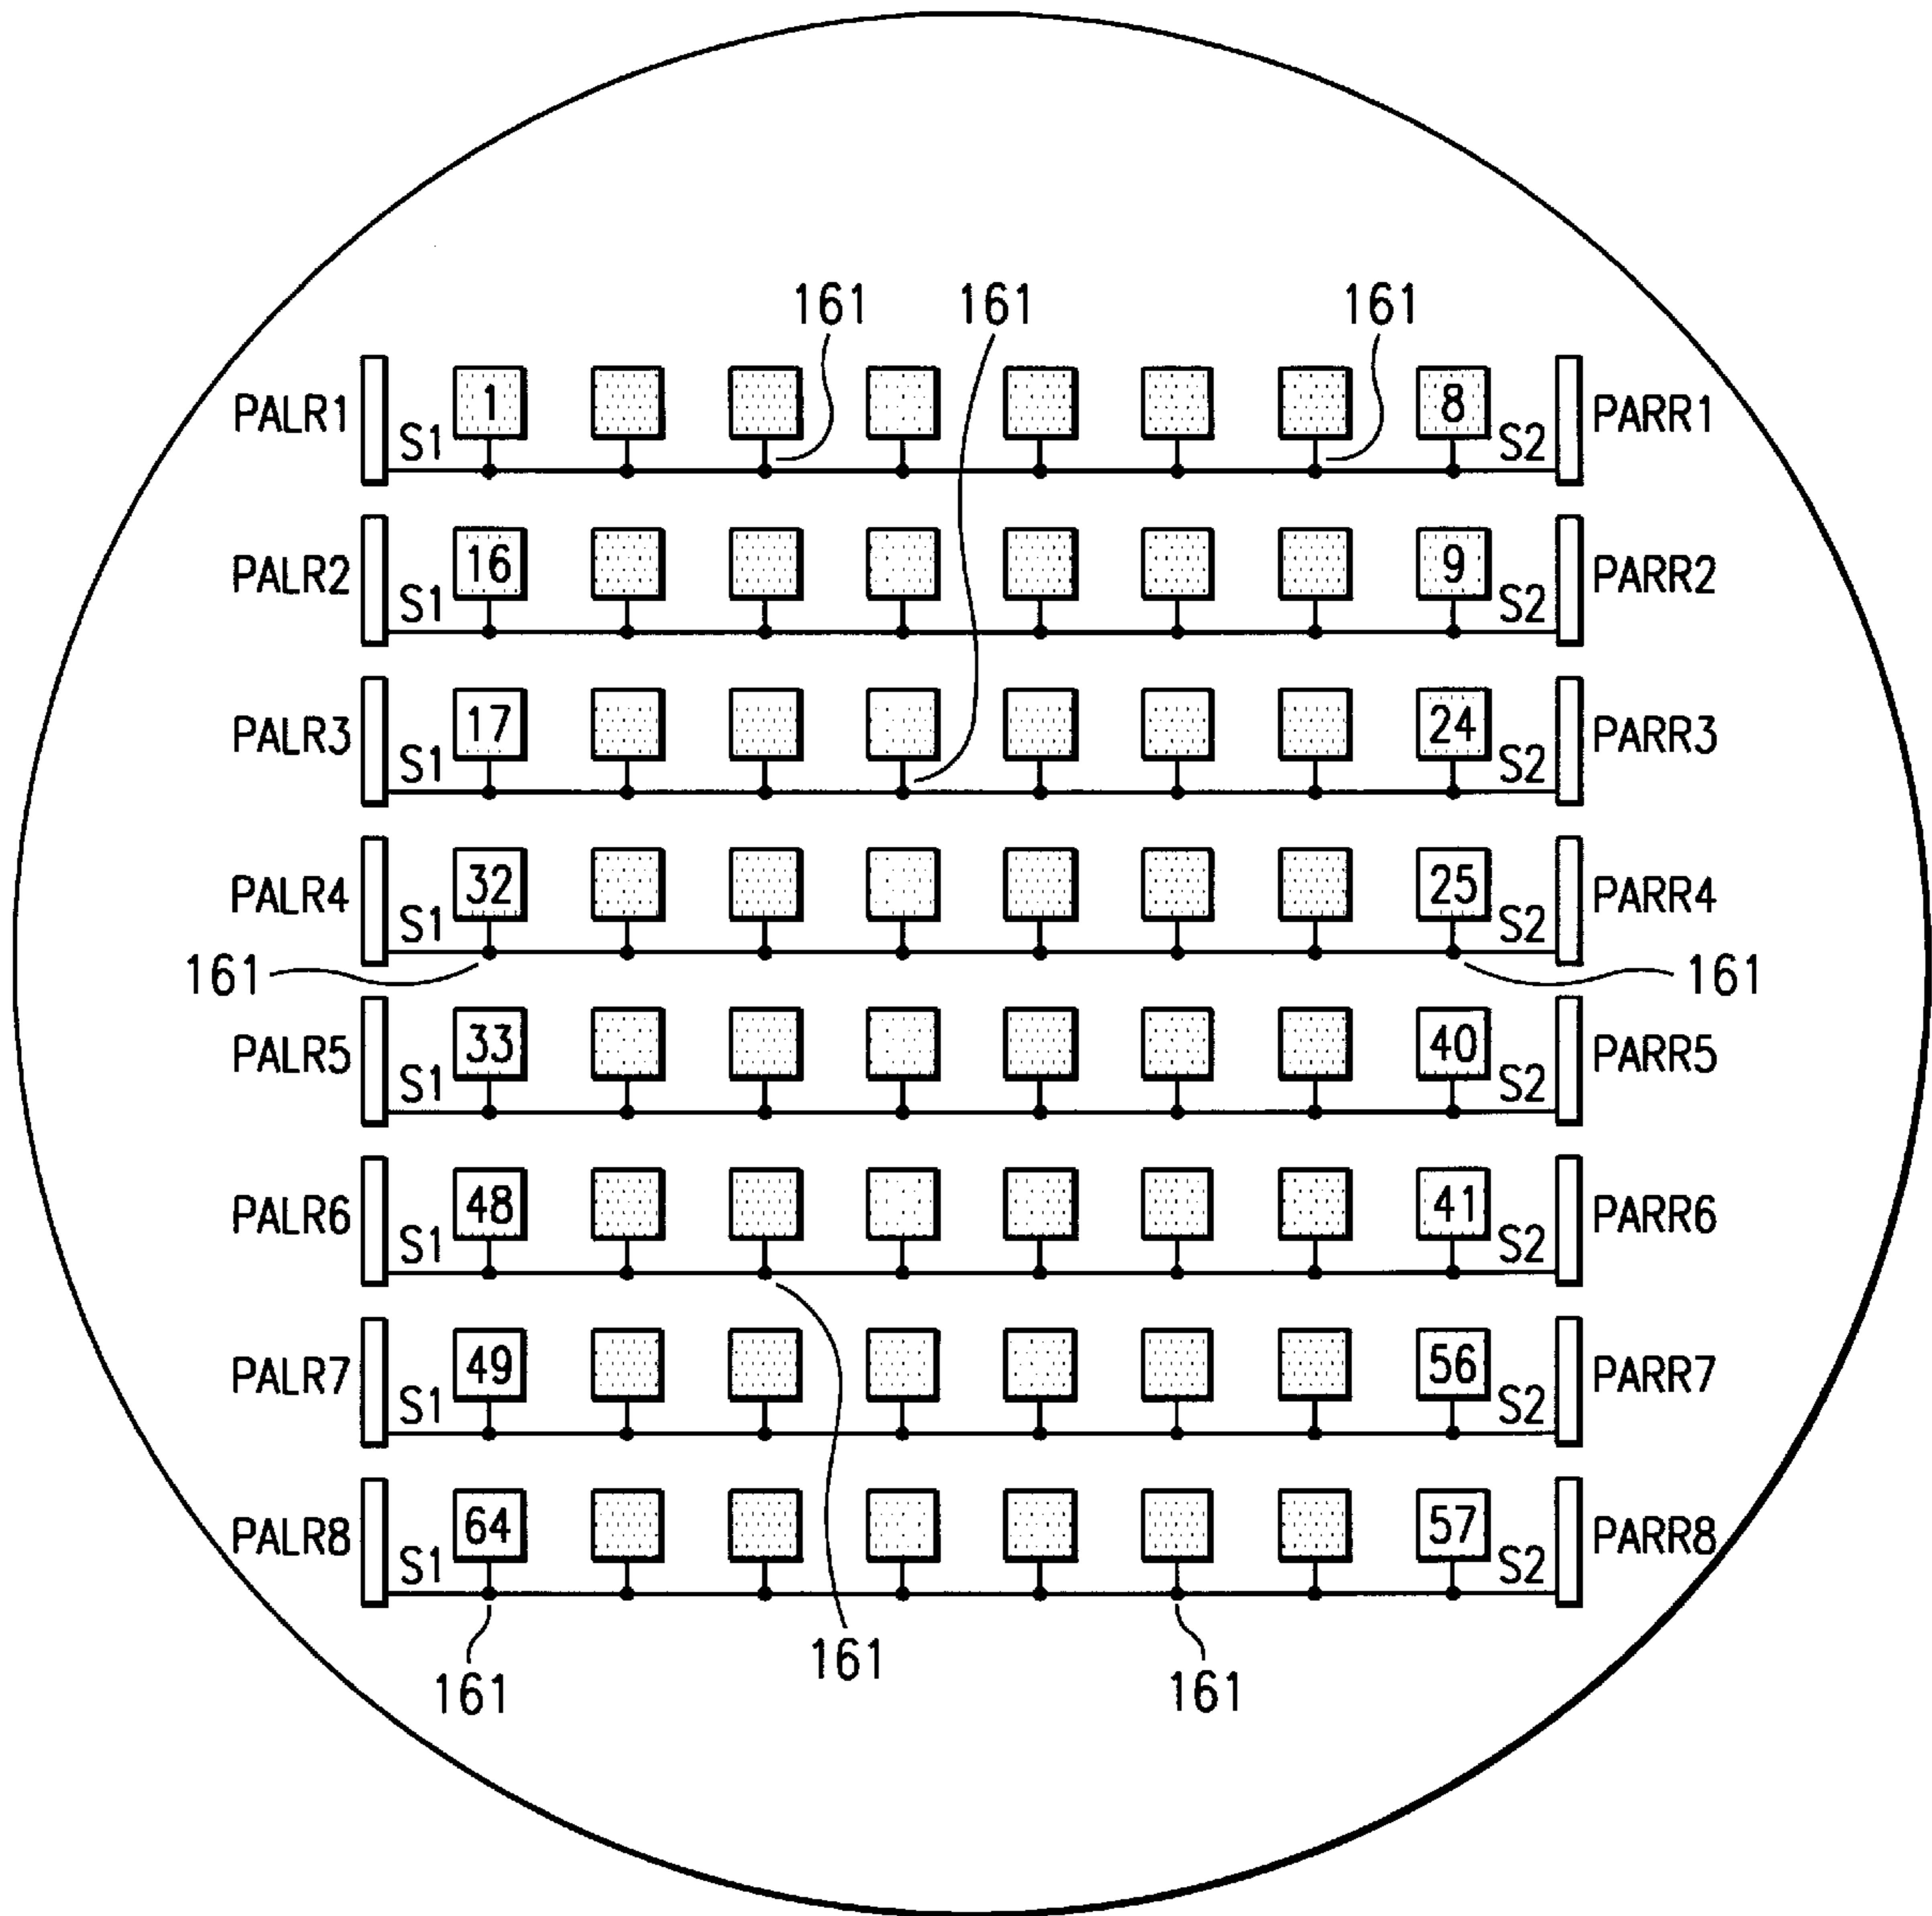 161 161 161
PALR1 S1 1 8 S2 PARR1
PALR2 S1 16 9 S2 PARR2
PALR3 S1 17 24 S2 PARR3
PALR4 S1 32 25 S2 PARR4
161 161
PALR5 S1 33 40 S2 PARR5
PALR6 S1 48 41 S2 PARR6
PALR7 S1 49 56 S2 PARR7
PALR8 S1 64 57 S2 PARR8
161 161 161